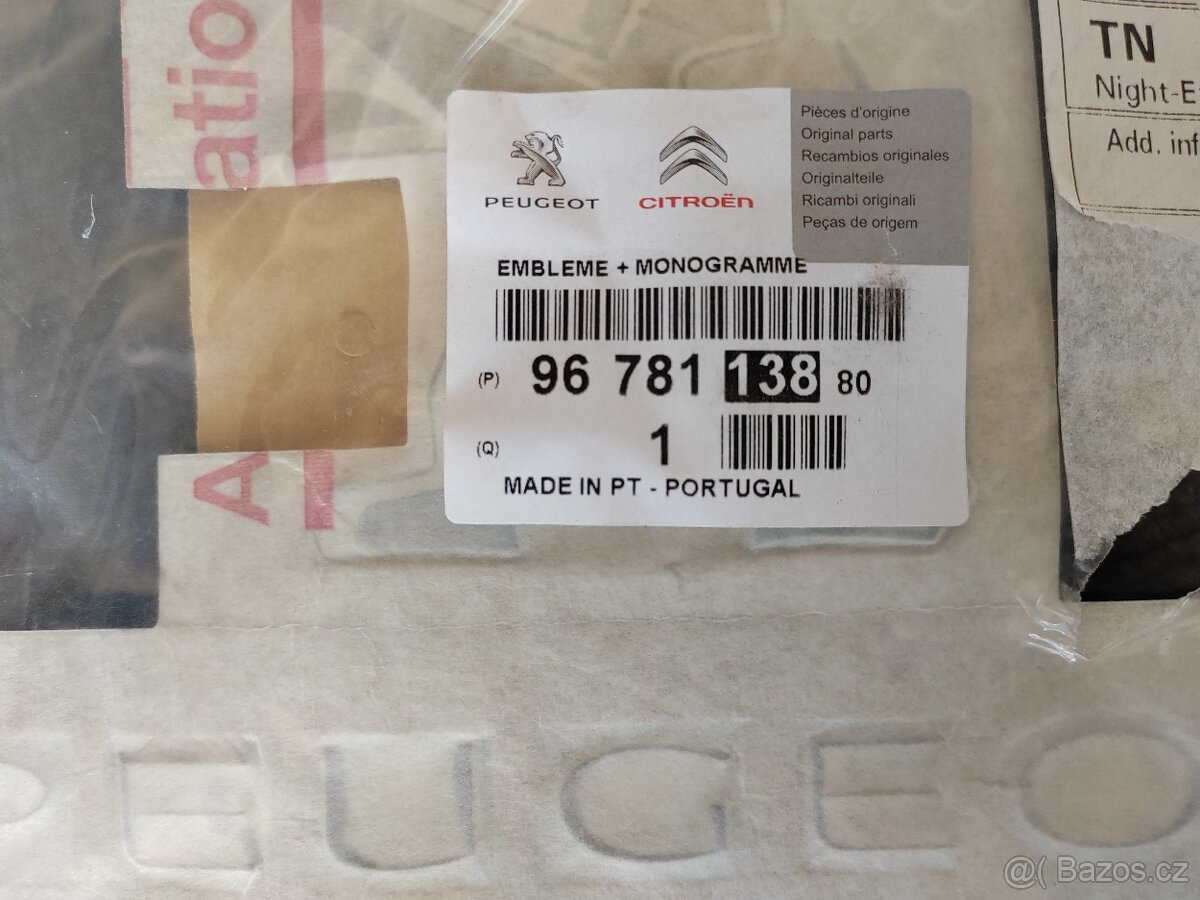 atio
A
TN
Night-E
Add. inf
PEUGEOT
CITROËN
Pièces d'origine
Original parts
Recambios originales
Originalteile
Ricambi originali
Peças de origem
EMBLEME + MONOGRAMME
(P) 96 781 138 80
(Q) 1
MADE IN PT - PORTUGAL
PEUGEO
@( Bazos.cz